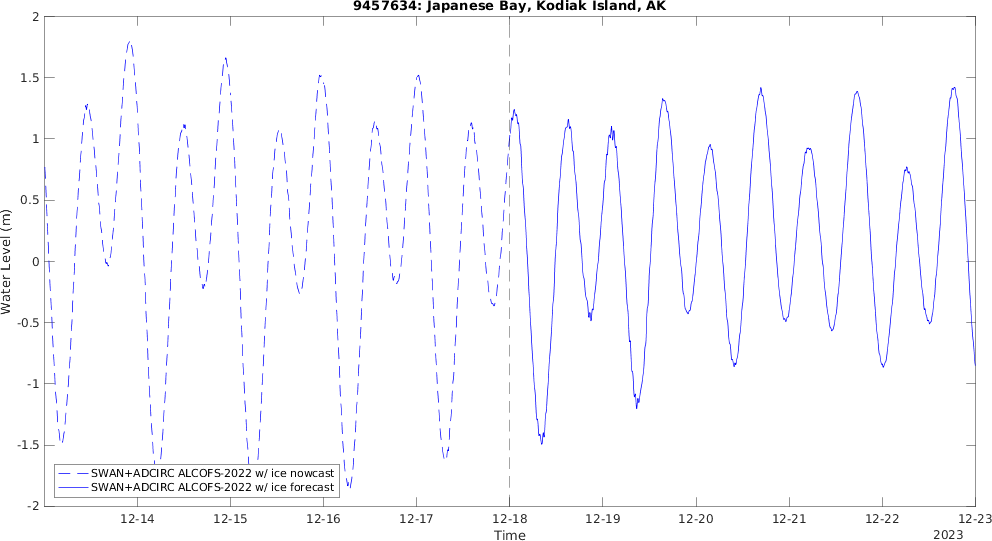 9457634: Japanese Bay, Kodiak Island, AK
Water Level (m)
2
1.5
1
0.5
0
-0.5
-1
-1.5
-2
SWAN+ADCIRC ALCOFS-2022 w/ ice nowcast
SWAN+ADCIRC ALCOFS-2022 w/ ice forecast
12-14 12-15 12-16 12-17 12-18 12-19 12-20 12-21 12-22 12-23
Time
2023